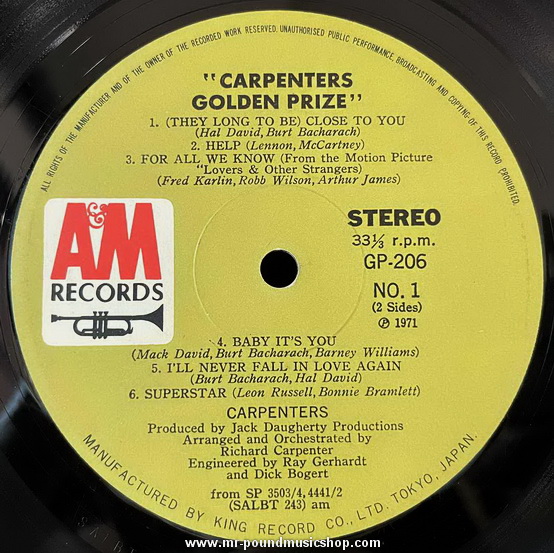 ALL RIGHTS OF THE MANUFACTURER AND OF THE OWNER OF THE RECORDED WORK RESERVED. UNAUTHORISED PUBLIC PERFORMANCE, BROADCASTING AND COPYING OF THIS RECORD PROHIBITED.
"CARPENTERS
GOLDEN PRIZE"
1. (THEY LONG TO BE) CLOSE TO YOU
(Hal David, Burt Bacharach)
2. HELP (Lennon, McCartney)
3. FOR ALL WE KNOW (From the Motion Picture
"Lovers & Other Strangers)
(Fred Karlin, Robb Wilson, Arthur James)
A&M
RECORDS
STEREO
33⅓ r.p.m.
GP-206
NO. 1
(2 Sides)
Ⓟ 1971
4. BABY IT'S YOU
(Mack David, Burt Bacharach, Barney Williams)
5. I'LL NEVER FALL IN LOVE AGAIN
(Burt Bacharach, Hal David)
6. SUPERSTAR (Leon Russell, Bonnie Bramlett)
CARPENTERS
Produced by Jack Daugherty Productions
Arranged and Orchestrated by
Richard Carpenter
Engineered by Ray Gerhardt
and Dick Bogert
from SP 3503/4, 4441/2
(SALBT 243) am
MANUFACTURED BY KING RECORD CO., LTD. TOKYO, JAPAN.
www.mr-poundmusicshop.com